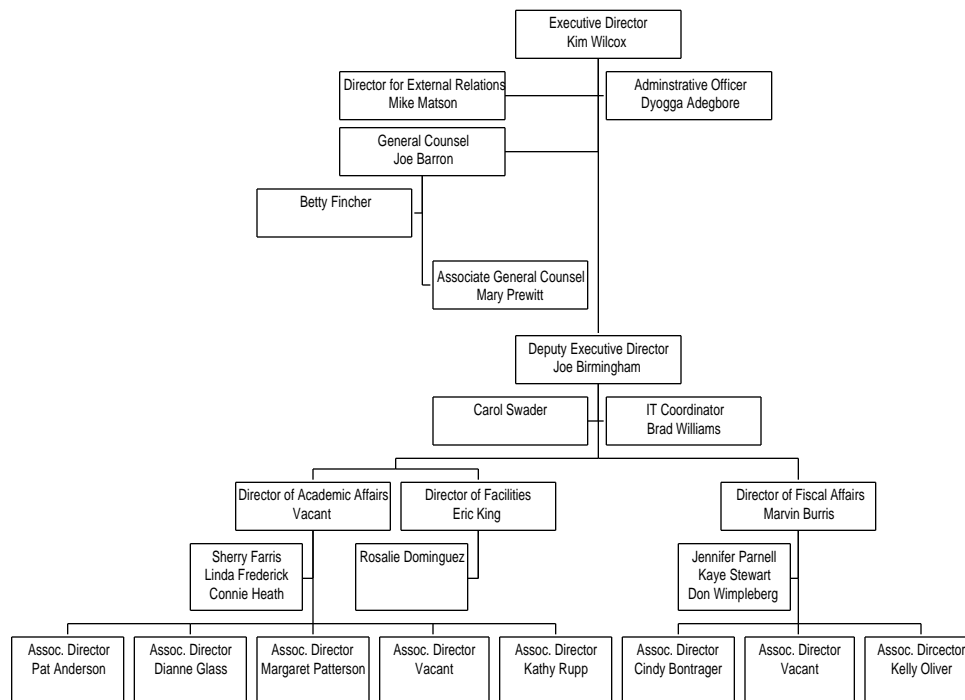 Executive Director
Kim Wilcox
Director for External Relations
Mike Matson
Adminstrative Officer
Dyogga Adegbore
General Counsel
Joe Barron
Betty Fincher
Associate General Counsel
Mary Prewitt
Deputy Executive Director
Joe Birmingham
Carol Swader
IT Coordinator
Brad Williams
Director of Academic Affairs
Vacant
Director of Facilities
Eric King
Director of Fiscal Affairs
Marvin Burris
Sherry Farris
Linda Frederick
Connie Heath
Rosalie Dominguez
Jennifer Parnell
Kaye Stewart
Don Wimpleberg
Assoc. Director
Pat Anderson
Assoc. Director
Dianne Glass
Assoc. Director
Margaret Patterson
Assoc. Director
Vacant
Assoc. Director
Kathy Rupp
Assoc. Director
Cindy Bontrager
Assoc. Director
Vacant
Assoc. Dircector
Kelly Oliver